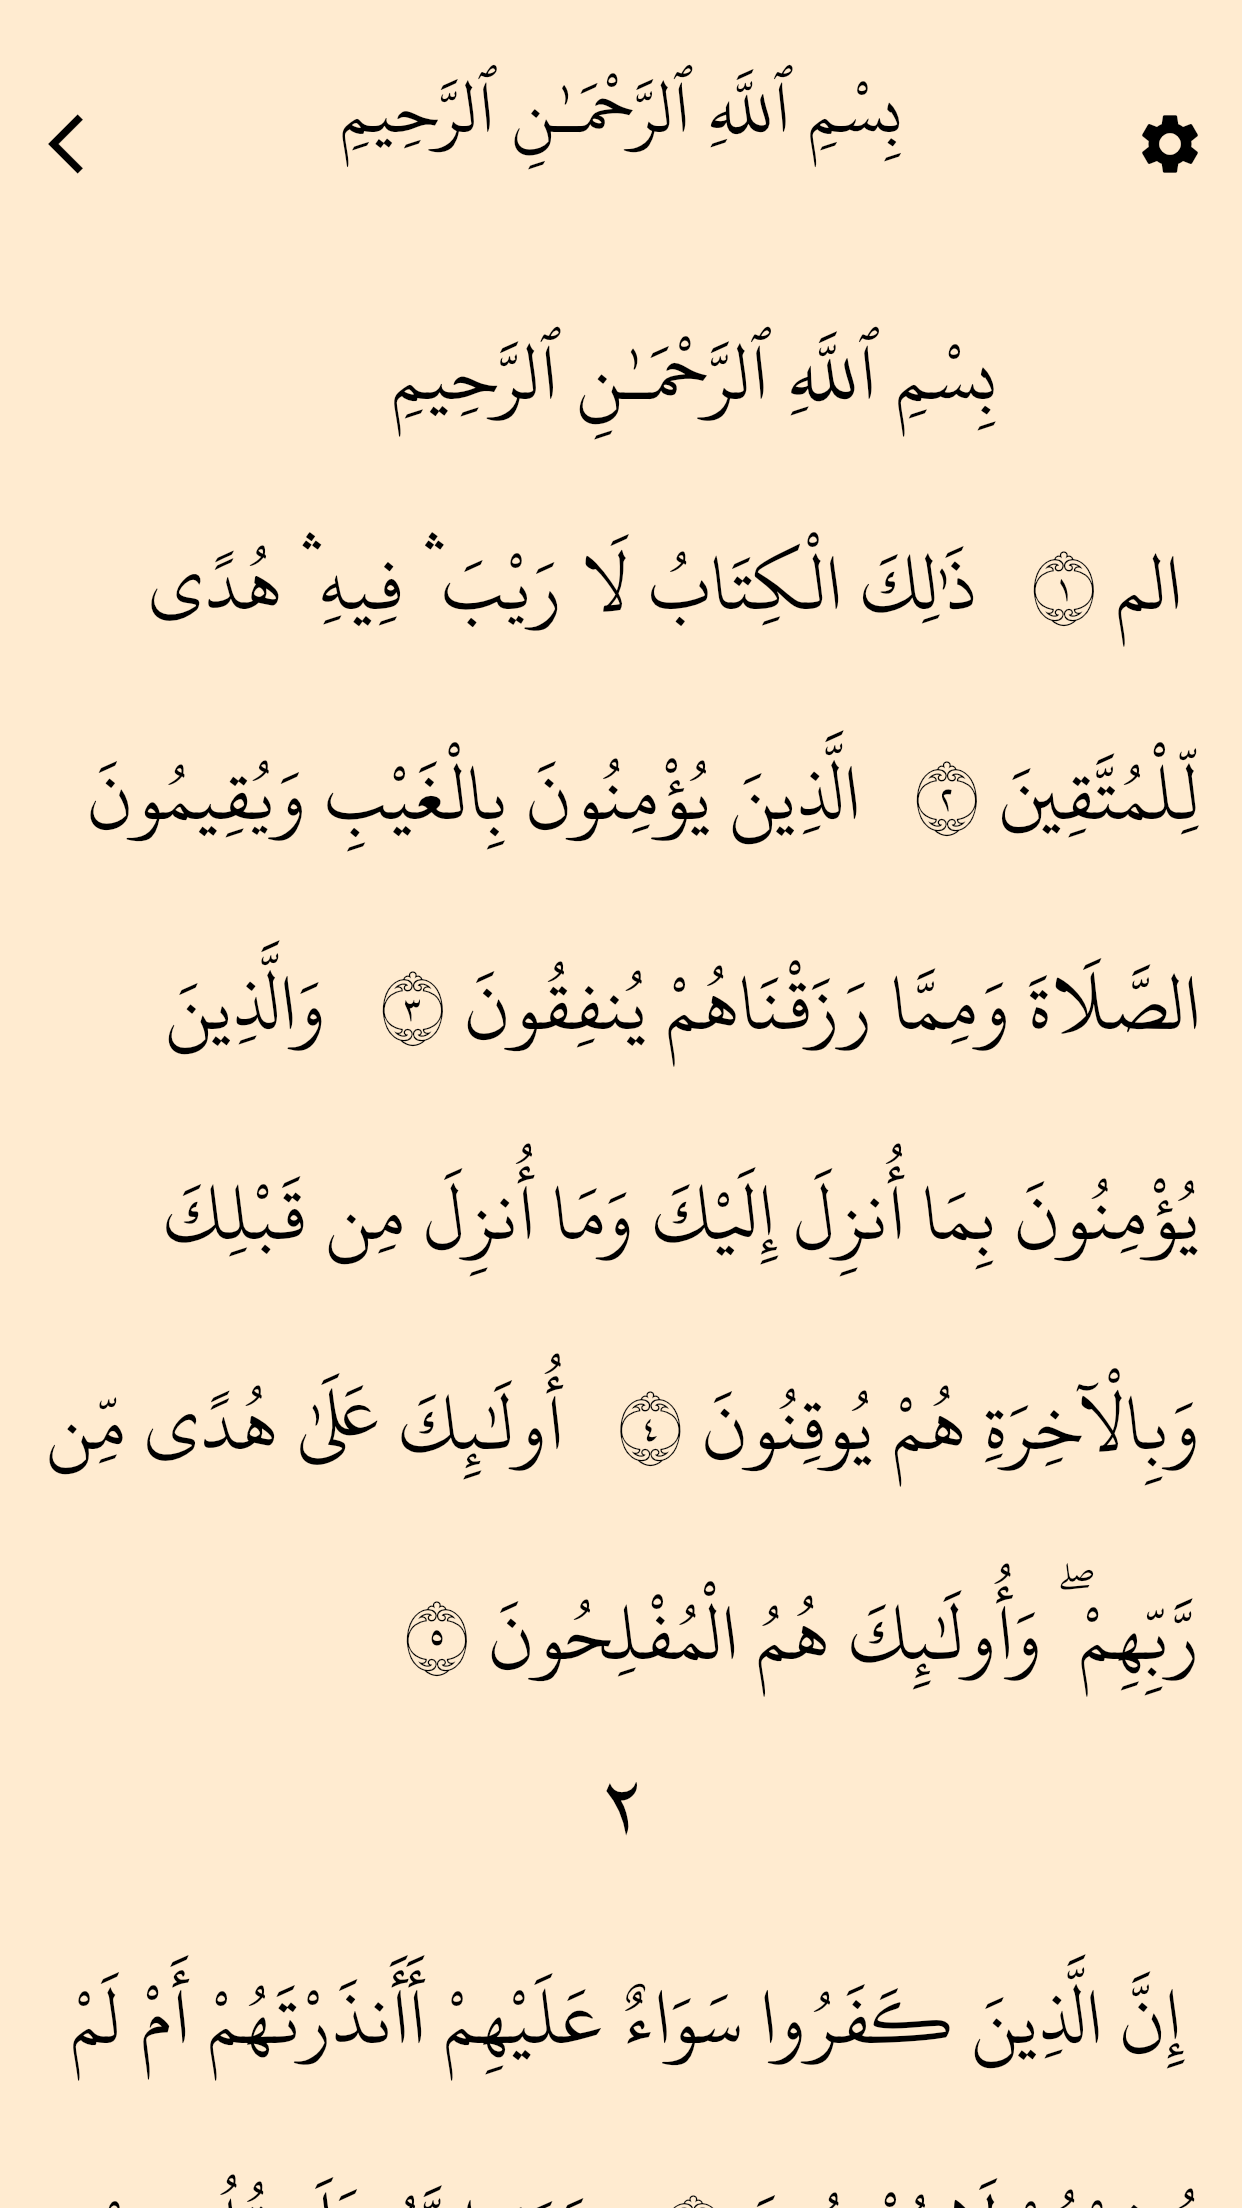 بِسْمِ ٱللَّهِ ٱلرَّحْمَـٰنِ ٱلرَّحِيمِ
بِسْمِ ٱللَّهِ ٱلرَّحْمَـٰنِ ٱلرَّحِيمِ
الم ١ ذَٰلِكَ الْكِتَابُ لَا رَيْبَ ۛ فِيهِ ۛ هُدًى
لِّلْمُتَّقِينَ ٢ الَّذِينَ يُؤْمِنُونَ بِالْغَيْبِ وَيُقِيمُونَ
الصَّلَاةَ وَمِمَّا رَزَقْنَاهُمْ يُنفِقُونَ ٣ وَالَّذِينَ
يُؤْمِنُونَ بِمَا أُنزِلَ إِلَيْكَ وَمَا أُنزِلَ مِن قَبْلِكَ
وَبِالْآخِرَةِ هُمْ يُوقِنُونَ ٤ أُولَـٰئِكَ عَلَىٰ هُدًى مِّن
رَّبِّهِمْ ۖ وَأُولَـٰئِكَ هُمُ الْمُفْلِحُونَ ٥
٢
إِنَّ الَّذِينَ كَفَرُوا سَوَاءٌ عَلَيْهِمْ أَأَنذَرْتَهُمْ أَمْ لَمْ